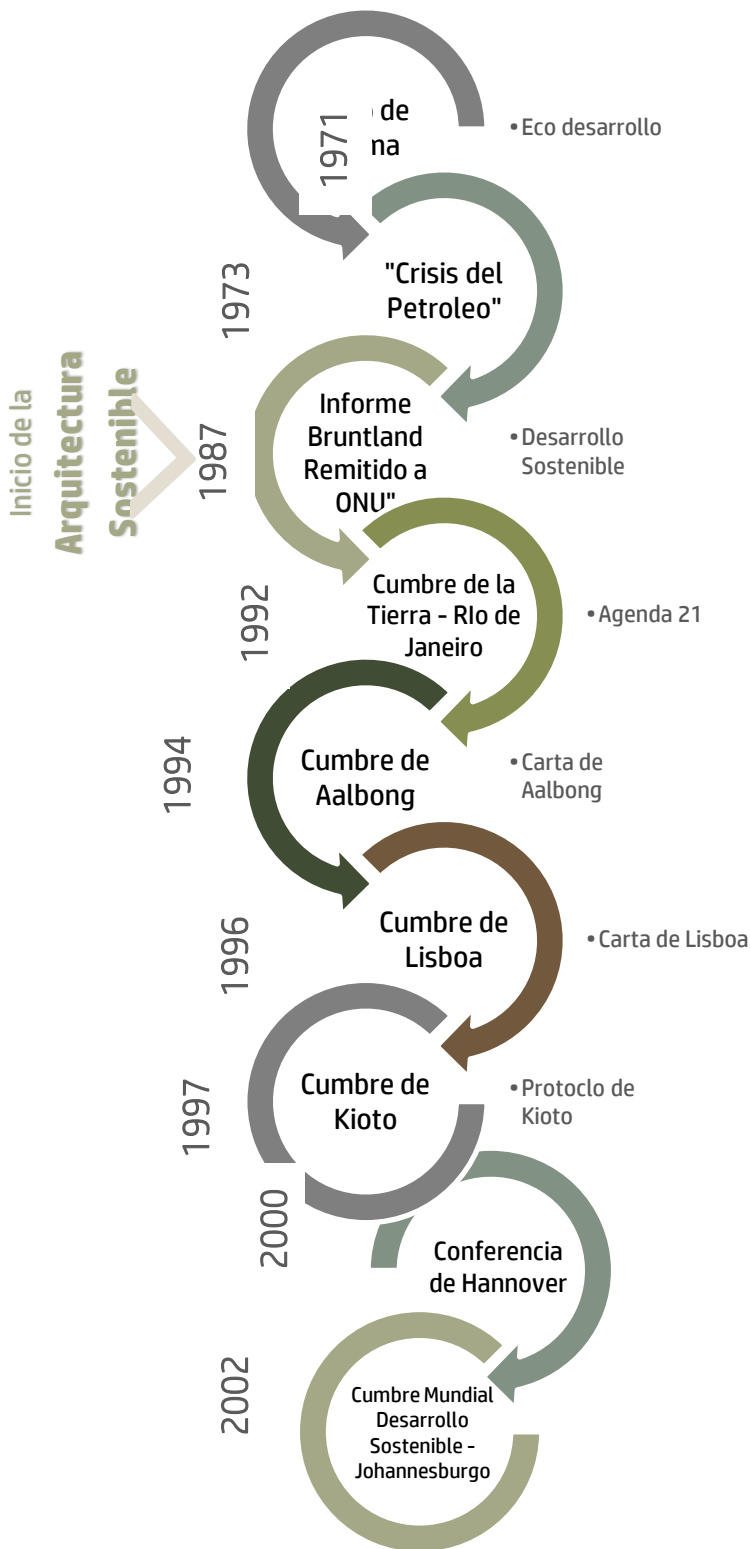 de
1971
• Eco desarrollo
1973
"Crisis del
Petroleo"
Inicio de la
Arquitectura
Sostenible
1987
Informe
Bruntland
Remitido a
ONU"
• Desarrollo
Sostenible
1992
Cumbre de la
Tierra - RIo de
Janeiro
• Agenda 21
1994
Cumbre de
Aalbong
• Carta de
Aalbong
1996
Cumbre de
Lisboa
• Carta de Lisboa
1997
Cumbre de
Kioto
• Protoclo de
Kioto
2000
Conferencia
de Hannover
2002
Cumbre Mundial
Desarrollo
Sostenible -
Johannesburgo